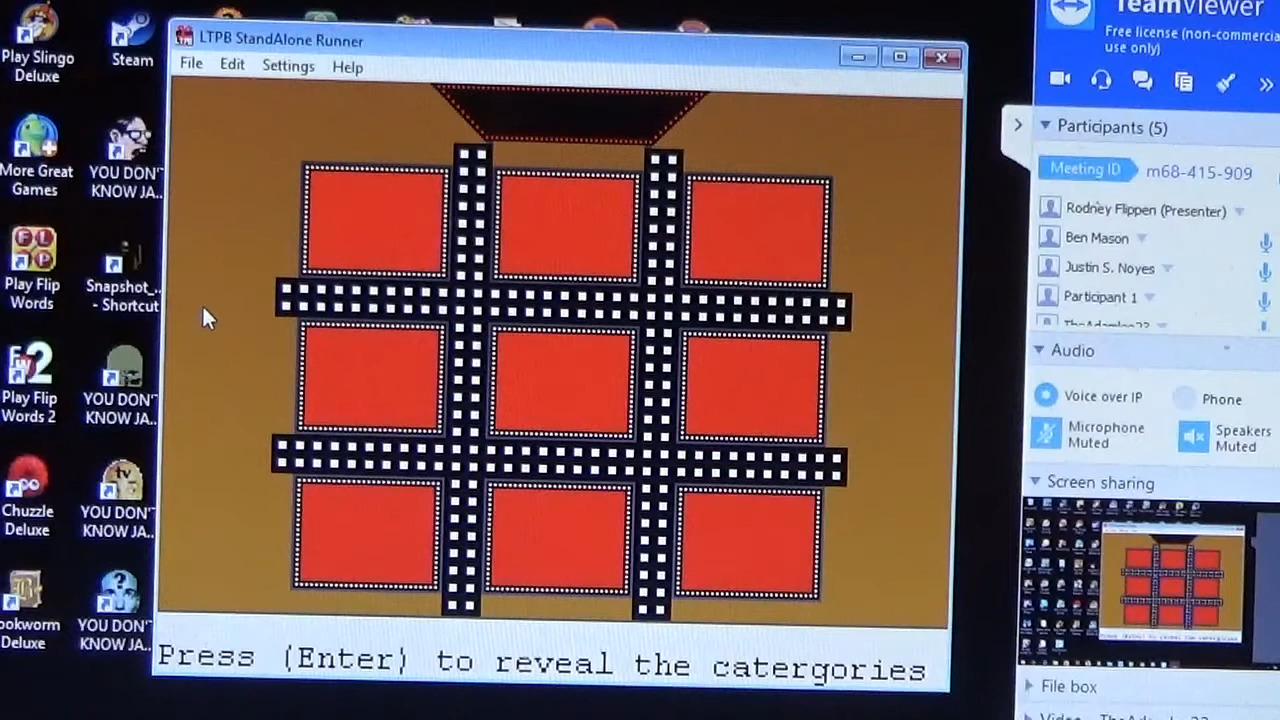 Play Slingo
Deluxe
Steam
More Great
Games
YOU DON'T
KNOW JA...
Play Flip
Words
Snapshot_...
- Shortcut
Play Flip
Words 2
YOU DON'T
KNOW JA...
Chuzzle
Deluxe
YOU DON'T
KNOW JA...
ookworm
Deluxe
YOU DON'T
KNOW JA...
LTPB StandAlone Runner
File Edit Settings Help
Press (Enter) to reveal the catergories
TeamViewer
Free license (non-commercia
use only)
Participants (5)
Meeting ID m68-415-909
Rodney Flippen (Presenter)
Ben Mason
Justin S. Noyes
Participant 1
Audio
Voice over IP
Phone
Microphone
Muted
Speakers
Muted
Screen sharing
File box